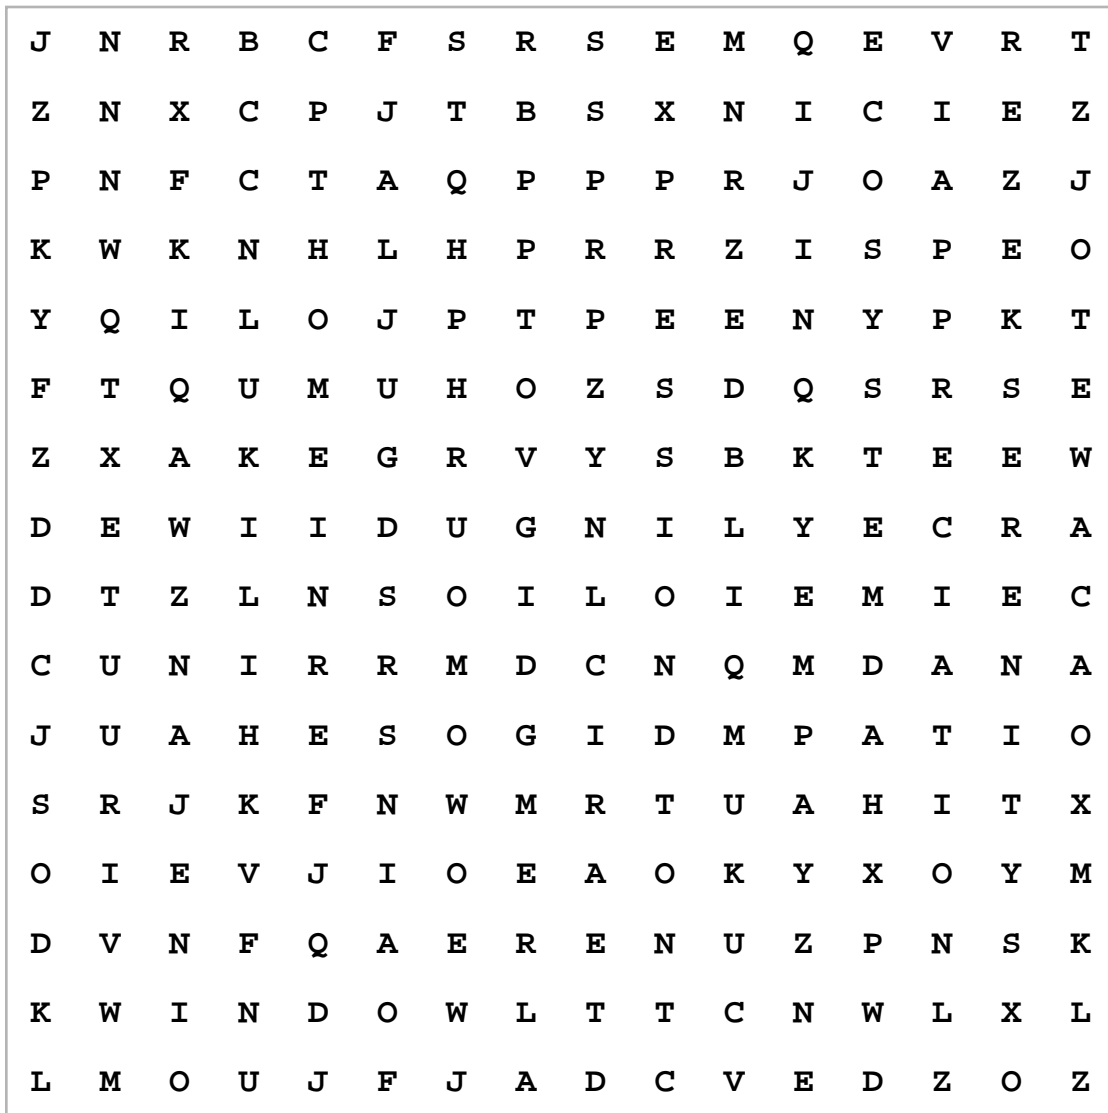 J N R B C F S R S E M Q E V R T
Z N X C P J T B S X N I C I E Z
P N F C T A Q P P P R J O A Z J
K W K N H L H P R R Z I S P E O
Y Q I L O J P T P E E N Y P K T
F T Q U M U H O Z S D Q S R S E
Z X A K E G R V Y S B K T E E W
D E W I I D U G N I L Y E C R A
D T Z L N S O I L O I E M I E C
C U N I R R M D C N Q M D A N A
J U A H E S O G I D M P A T I O
S R J K F N W M R T U A H I T X
O I E V J I O E A O K Y X O Y M
D V N F Q A E R E N U Z P N S K
K W I N D O W L T T C N W L X L
L M O U J F J A D C V E D Z O Z